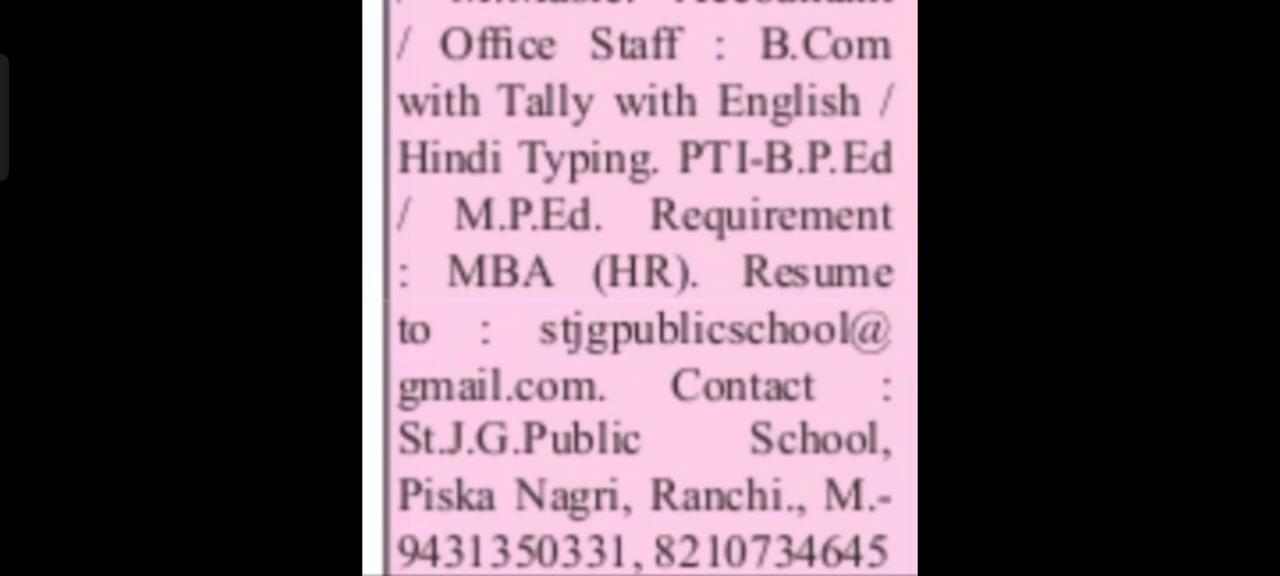 / Office Staff : B.Com
with Tally with English /
Hindi Typing. PTI-B.P.Ed
/ M.P.Ed. Requirement
: MBA (HR). Resume
to : stjgpublicschool@
gmail.com. Contact :
St.J.G.Public School,
Piska Nagri, Ranchi., M.-
9431350331, 8210734645